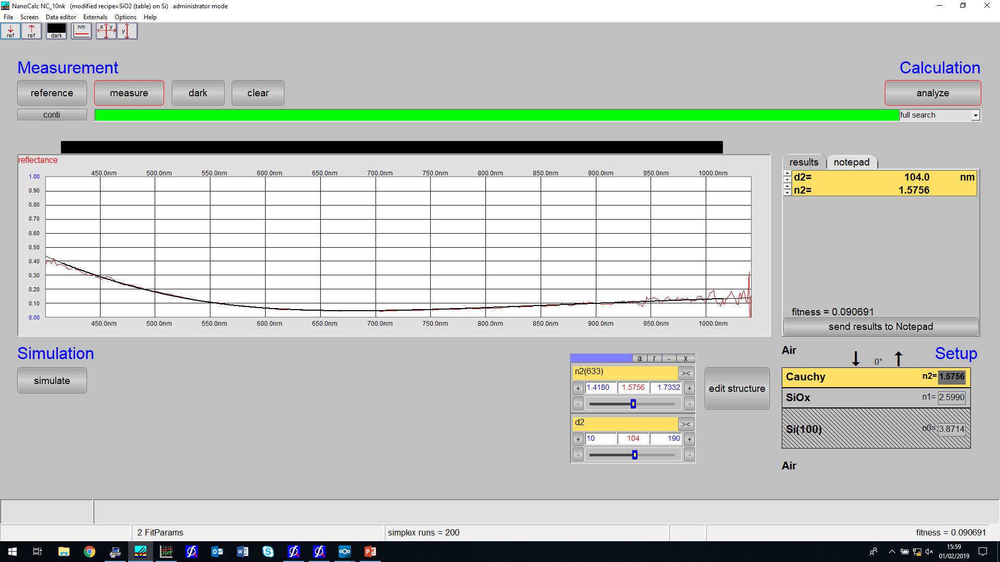 NanoCalc NC_10nk   (modified recipe=SiO2 (table) on Si)   administrator mode
File   Screen   Data editor   Externals   Options   Help
ref   ref   dark   nm   x y   y
Measurement
Calculation
reference   measure   dark   clear
analyze
conti
full search
reflectance
450.0nm   500.0nm   550.0nm   600.0nm   650.0nm   700.0nm   750.0nm   800.0nm   850.0nm   900.0nm   950.0nm   1000.0nm
1.00
0.90
0.80
0.70
0.60
0.50
0.40
0.30
0.20
0.10
0.00
450.0nm   500.0nm   550.0nm   600.0nm   650.0nm   700.0nm   750.0nm   800.0nm   850.0nm   900.0nm   950.0nm   1000.0nm
results   notepad
d2=   104.0   nm
n2=   1.5756
fitness = 0.090691
send results to Notepad
Simulation
simulate
a   r   -   x
n2(633)   ><
+   1.4180   1.5756   1.7332   +
-   -
d2   ><
+   10   104   190   +
-   -
edit structure
Air
0°
Setup
Cauchy   n2=   1.5756
SiOx   n1=   2.5990
Si(100)   n0=   3.8714
Air
2 FitParams   simplex runs = 200   fitness = 0.090691
15:59
01/02/2019